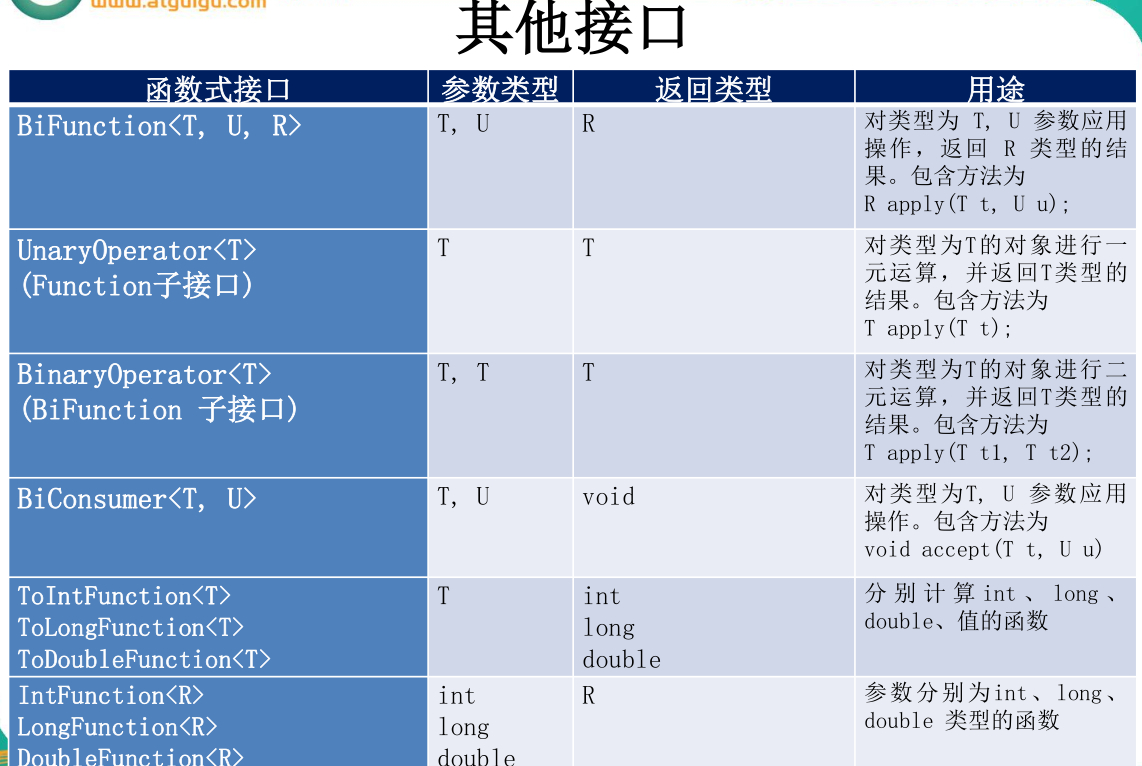 www.atguigu.com
其他接口
函数式接口 参数类型 返回类型 用途
BiFunction<T, U, R>
T, U
R
对类型为 T, U 参数应用
操作，返回 R 类型的结
果。包含方法为
R apply(T t, U u);
UnaryOperator<T>
(Function子接口)
T
T
对类型为T的对象进行一
元运算，并返回T类型的
结果。包含方法为
T apply(T t);
BinaryOperator<T>
(BiFunction 子接口)
T, T
T
对类型为T的对象进行二
元运算，并返回T类型的
结果。包含方法为
T apply(T t1, T t2);
BiConsumer<T, U>
T, U
void
对类型为T, U 参数应用
操作。包含方法为
void accept(T t, U u)
ToIntFunction<T>
ToLongFunction<T>
ToDoubleFunction<T>
T
int
long
double
分别计算int、long、
double、值的函数
IntFunction<R>
LongFunction<R>
DoubleFunction<R>
int
long
double
R
参数分别为int、long、
double 类型的函数